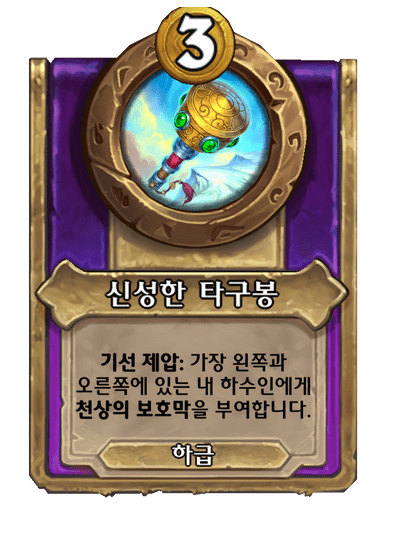 3
신성한 타구봉
기선 제압: 가장 왼쪽과
오른쪽에 있는 내 하수인에게
천상의 보호막을 부여합니다.
하급